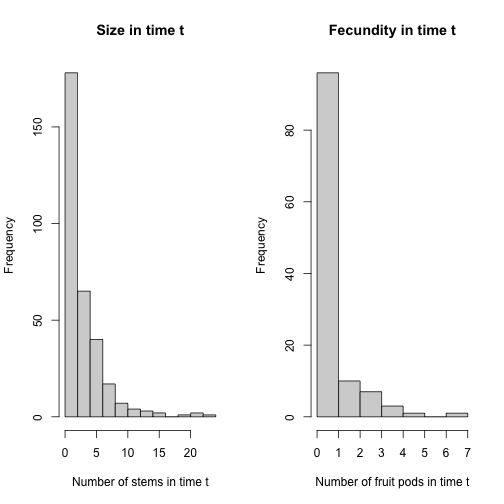 Size in time t
Frequency
0
50
100
150
0 5 10 15 20
Number of stems in time t
Fecundity in time t
Frequency
0
20
40
60
80
0 1 2 3 4 5 6 7
Number of fruit pods in time t